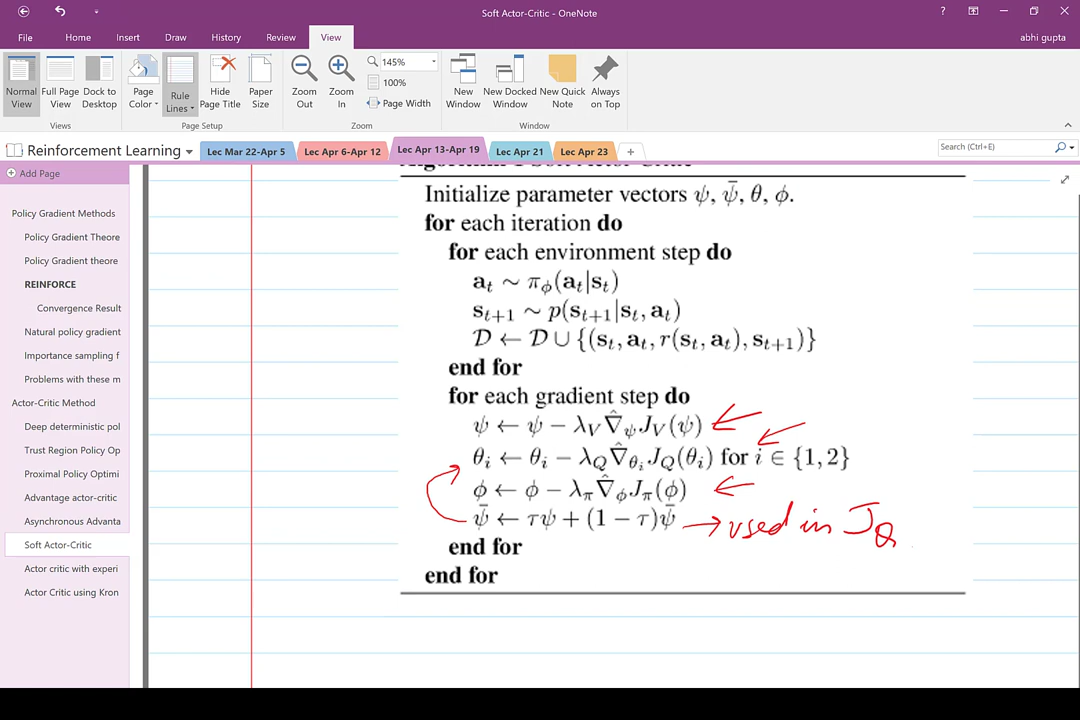 Soft Actor-Critic - OneNote
?
File
Home
Insert
Draw
History
Review
View
abhi gupta
Normal View
Full Page View
Dock to Desktop
Page Color
Rule Lines
Hide Page Title
Paper Size
Zoom Out
Zoom In
145%
100%
Page Width
New Window
New Docked Window
New Quick Note
Always on Top
Views
Page Setup
Zoom
Window
Reinforcement Learning
Lec Mar 22-Apr 5
Lec Apr 6-Apr 12
Lec Apr 13-Apr 19
Lec Apr 21
Lec Apr 23
+
Search (Ctrl+E)
Add Page
Policy Gradient Methods
Policy Gradient Theore
Policy Gradient theore
REINFORCE
Convergence Result
Natural policy gradient
Importance sampling f
Problems with these m
Actor-Critic Method
Deep deterministic pol
Trust Region Policy Op
Proximal Policy Optimi
Advantage actor-critic
Asynchronous Advanta
Soft Actor-Critic
Actor critic with experi
Actor Critic using Kron
Initialize parameter vectors ψ, ψ̄, θ, ϕ.
for each iteration do
for each environment step do
a_t ∼ π_ϕ(a_t|s_t)
s_{t+1} ∼ p(s_{t+1}|s_t, a_t)
𝒟 ← 𝒟 ∪ {(s_t, a_t, r(s_t, a_t), s_{t+1})}
end for
for each gradient step do
ψ ← ψ − λ_V ∇̂_ψ J_V(ψ)
θ_i ← θ_i − λ_Q ∇̂_{θ_i} J_Q(θ_i) for i ∈ {1, 2}
ϕ ← ϕ − λ_π ∇̂_ϕ J_π(ϕ)
ψ̄ ← τψ + (1 − τ)ψ̄ → used in J_Q
end for
end for